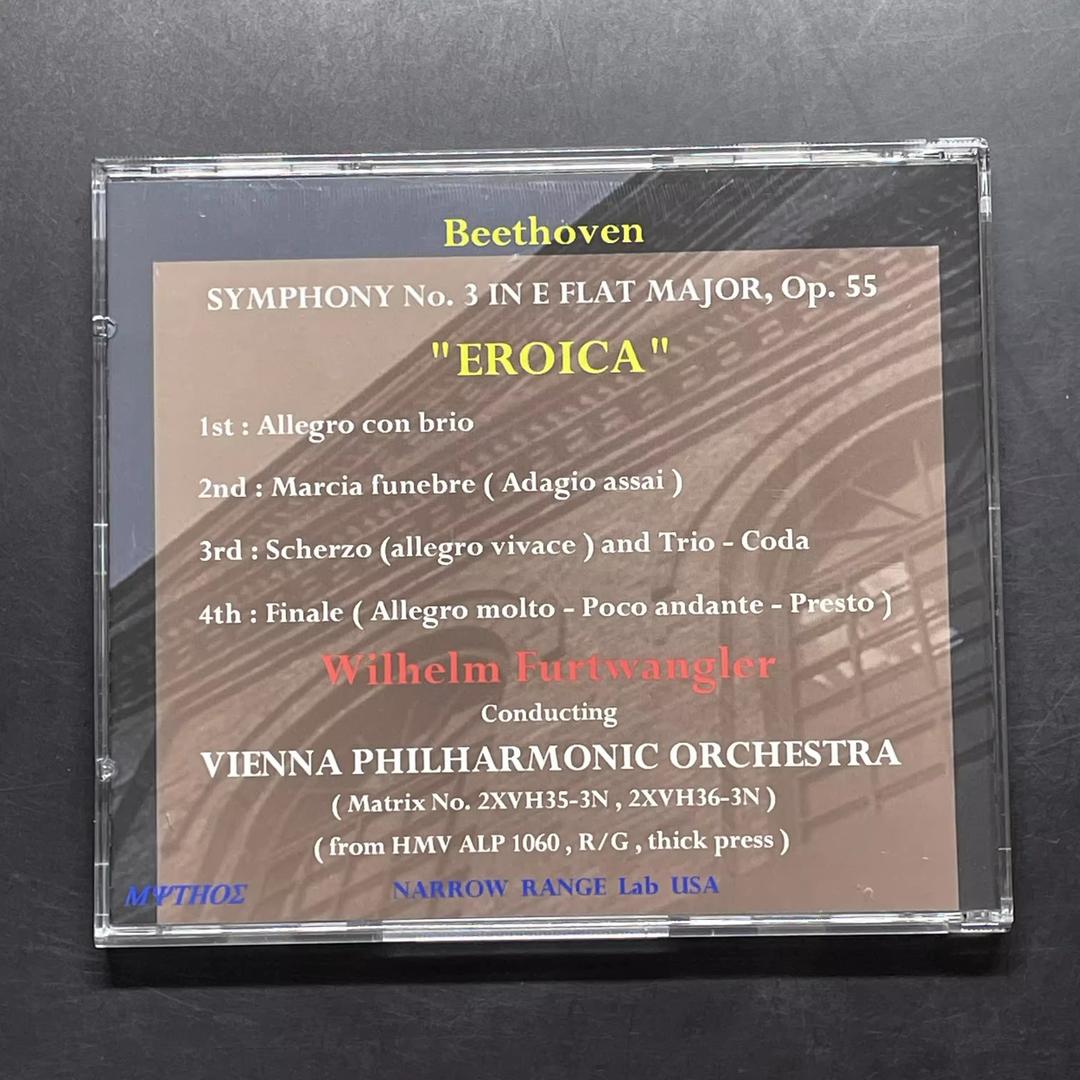 Beethoven
SYMPHONY No. 3 IN E FLAT MAJOR, Op. 55
"EROICA"
1st : Allegro con brio
2nd : Marcia funebre ( Adagio assai )
3rd : Scherzo (allegro vivace ) and Trio - Coda
4th : Finale ( Allegro molto - Poco andante - Presto )
Wilhelm Furtwangler
Conducting
VIENNA PHILHARMONIC ORCHESTRA
( Matrix No. 2XVH35-3N , 2XVH36-3N )
( from HMV ALP 1060 , R/G , thick press )
ΜΨΤΗΟΣ NARROW RANGE Lab USA